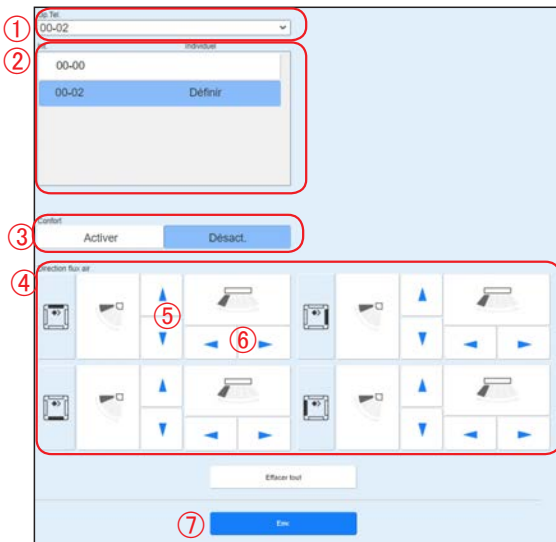 ①
Gp.Tel.
00-02
②
Int. Individuel
00-00
00-02 Définir
③
Confort
Activer Désact.
④
Direction flux air
⑤
⑥
Effacer tout
⑦
Env.